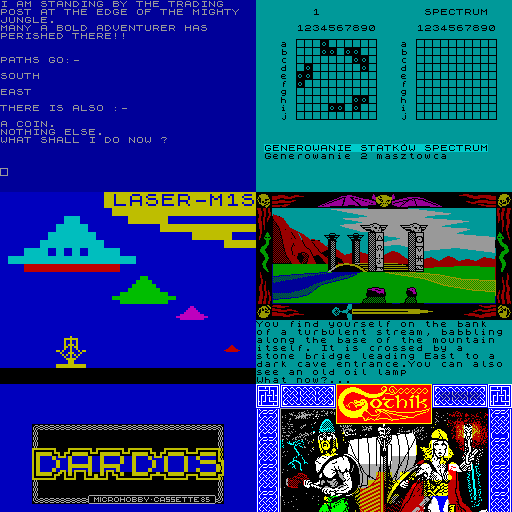 I AM STANDING BY THE TRADING
POST AT THE EDGE OF THE MIGHTY
JUNGLE.
MANY A BOLD ADVENTURER HAS
PERISHED THERE!!
PATHS GO:-
SOUTH
EAST
THERE IS ALSO :-
A COIN.
NOTHING ELSE.
WHAT SHALL I DO NOW ?
1 SPECTRUM
1234567890 1234567890
a a
b b
c c
d d
e e
f f
g g
h h
i i
j j
GENEROWANIE STATKÓW SPECTRUM
Generowanie 2 masztowca
LASER-M1S
You find yourself on the bank
of a turbulent stream, babbling
along the base of the mountain
itself. It is crossed by a
stone bridge leading East to a
dark cave entrance.You can also
see an old oil lamp
What now?...
DARDOS
MICROHOBBY-CASSETTE 85
Gothik